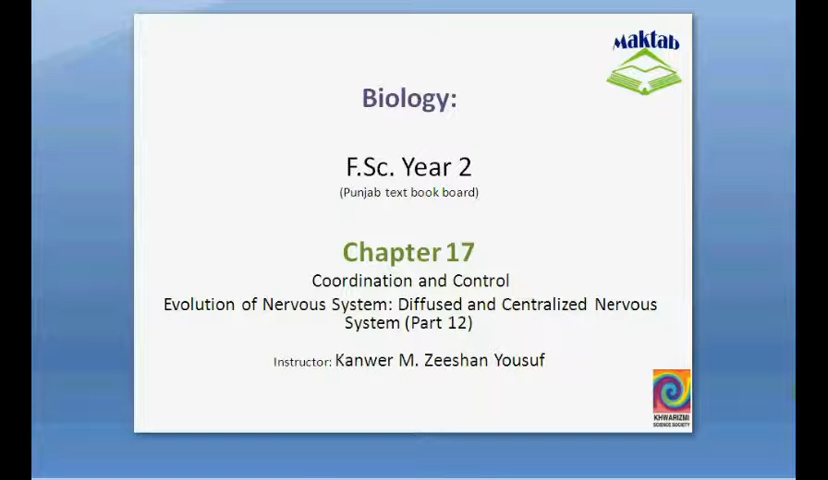 Maktab
Biology:
F.Sc. Year 2
(Punjab text book board)
Chapter 17
Coordination and Control
Evolution of Nervous System: Diffused and Centralized Nervous
System (Part 12)
Instructor: Kanwer M. Zeeshan Yousuf
KHWARIZMI
SCIENCE SOCIETY